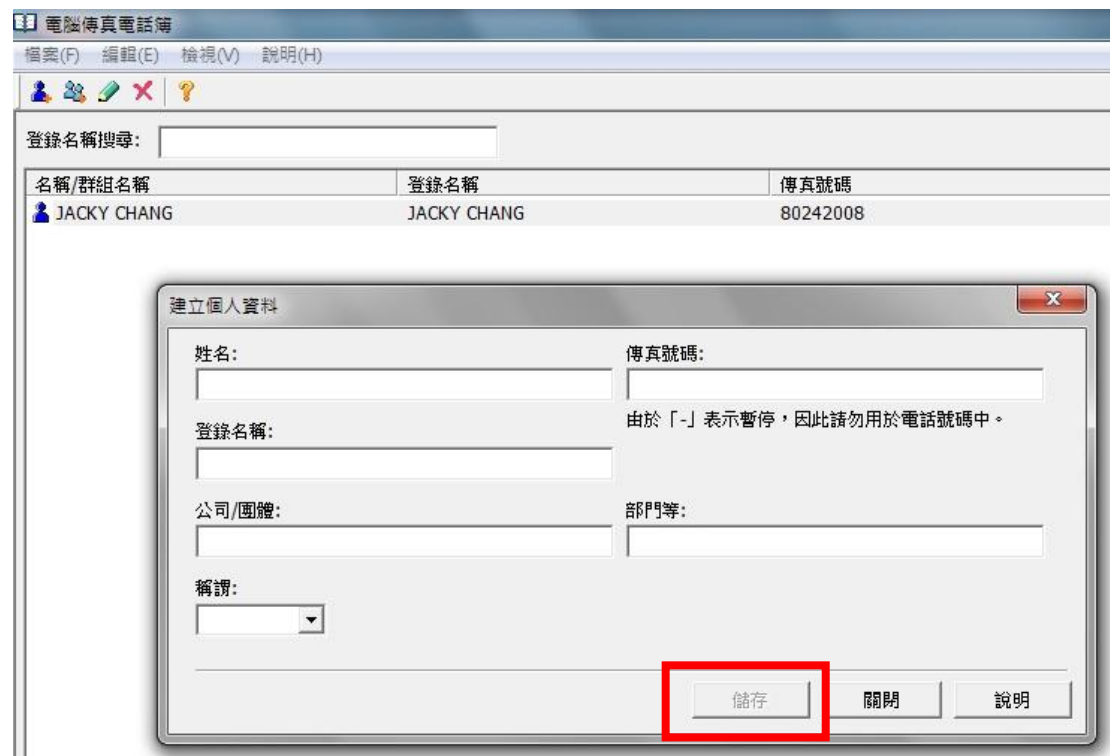 電腦傳真電話簿
檔案(F) 編輯(E) 檢視(V) 說明(H)
登錄名稱搜尋:
名稱/群組名稱 登錄名稱 傳真號碼
JACKY CHANG JACKY CHANG 80242008
建立個人資料
姓名: 傳真號碼:
由於「-」表示暫停，因此請勿用於電話號碼中。
登錄名稱:
公司/團體: 部門等:
稱謂:
儲存 關閉 說明